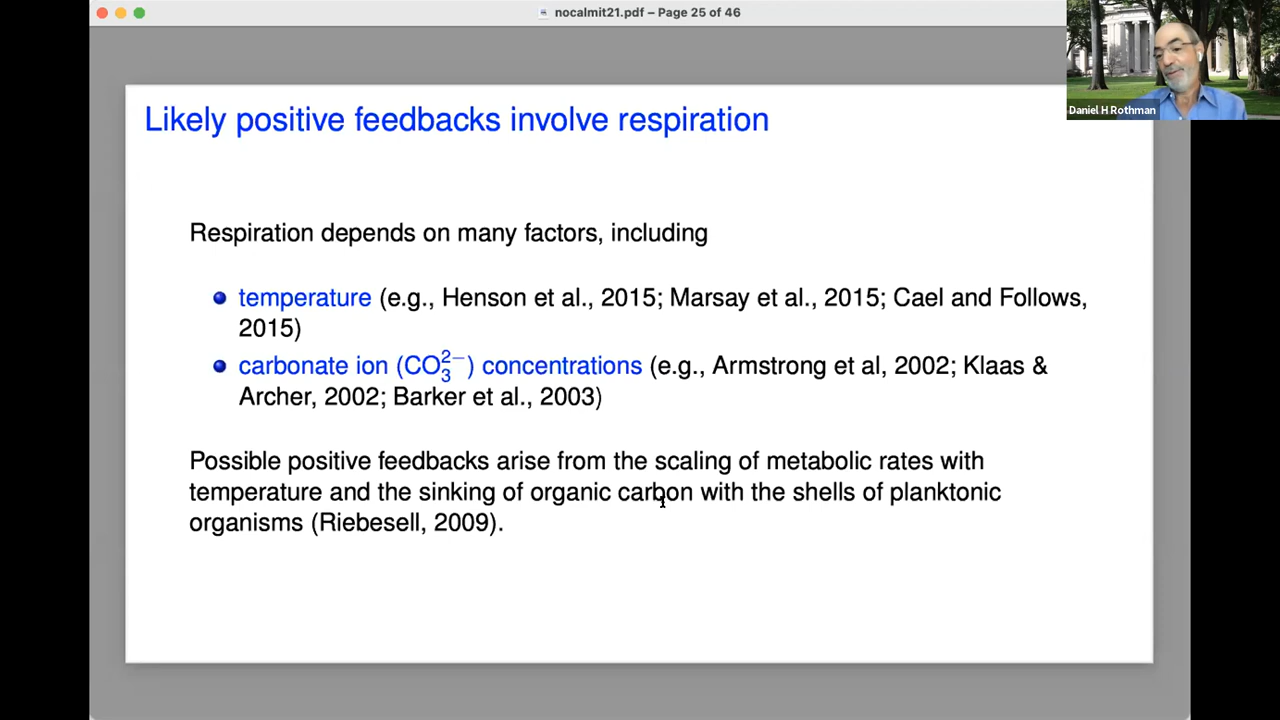 nocalmit21.pdf – Page 25 of 46
Daniel H Rothman
Likely positive feedbacks involve respiration
Respiration depends on many factors, including
temperature (e.g., Henson et al., 2015; Marsay et al., 2015; Cael and Follows,
2015)
carbonate ion (CO₃²⁻) concentrations (e.g., Armstrong et al, 2002; Klaas &
Archer, 2002; Barker et al., 2003)
Possible positive feedbacks arise from the scaling of metabolic rates with
temperature and the sinking of organic carbon with the shells of planktonic
organisms (Riebesell, 2009).